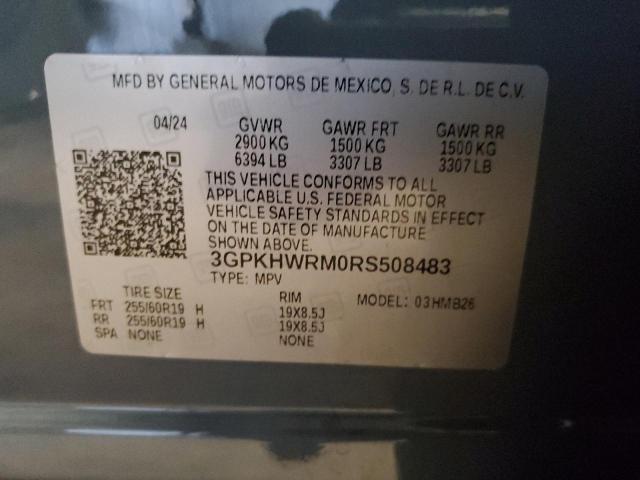 MFD BY GENERAL MOTORS DE MEXICO, S. DE R.L. DE C.V.
04/24 GVWR GAWR FRT GAWR RR
2900 KG 1500 KG 1500 KG
6394 LB 3307 LB 3307 LB
THIS VEHICLE CONFORMS TO ALL
APPLICABLE U.S. FEDERAL MOTOR
VEHICLE SAFETY STANDARDS IN EFFECT
ON THE DATE OF MANUFACTURE
SHOWN ABOVE.
3GPKHWRM0RS508483
TYPE: MPV
TIRE SIZE RIM MODEL: 03HMB26
FRT 255/60R19 H 19X8.5J
RR 255/60R19 H 19X8.5J
SPA NONE NONE